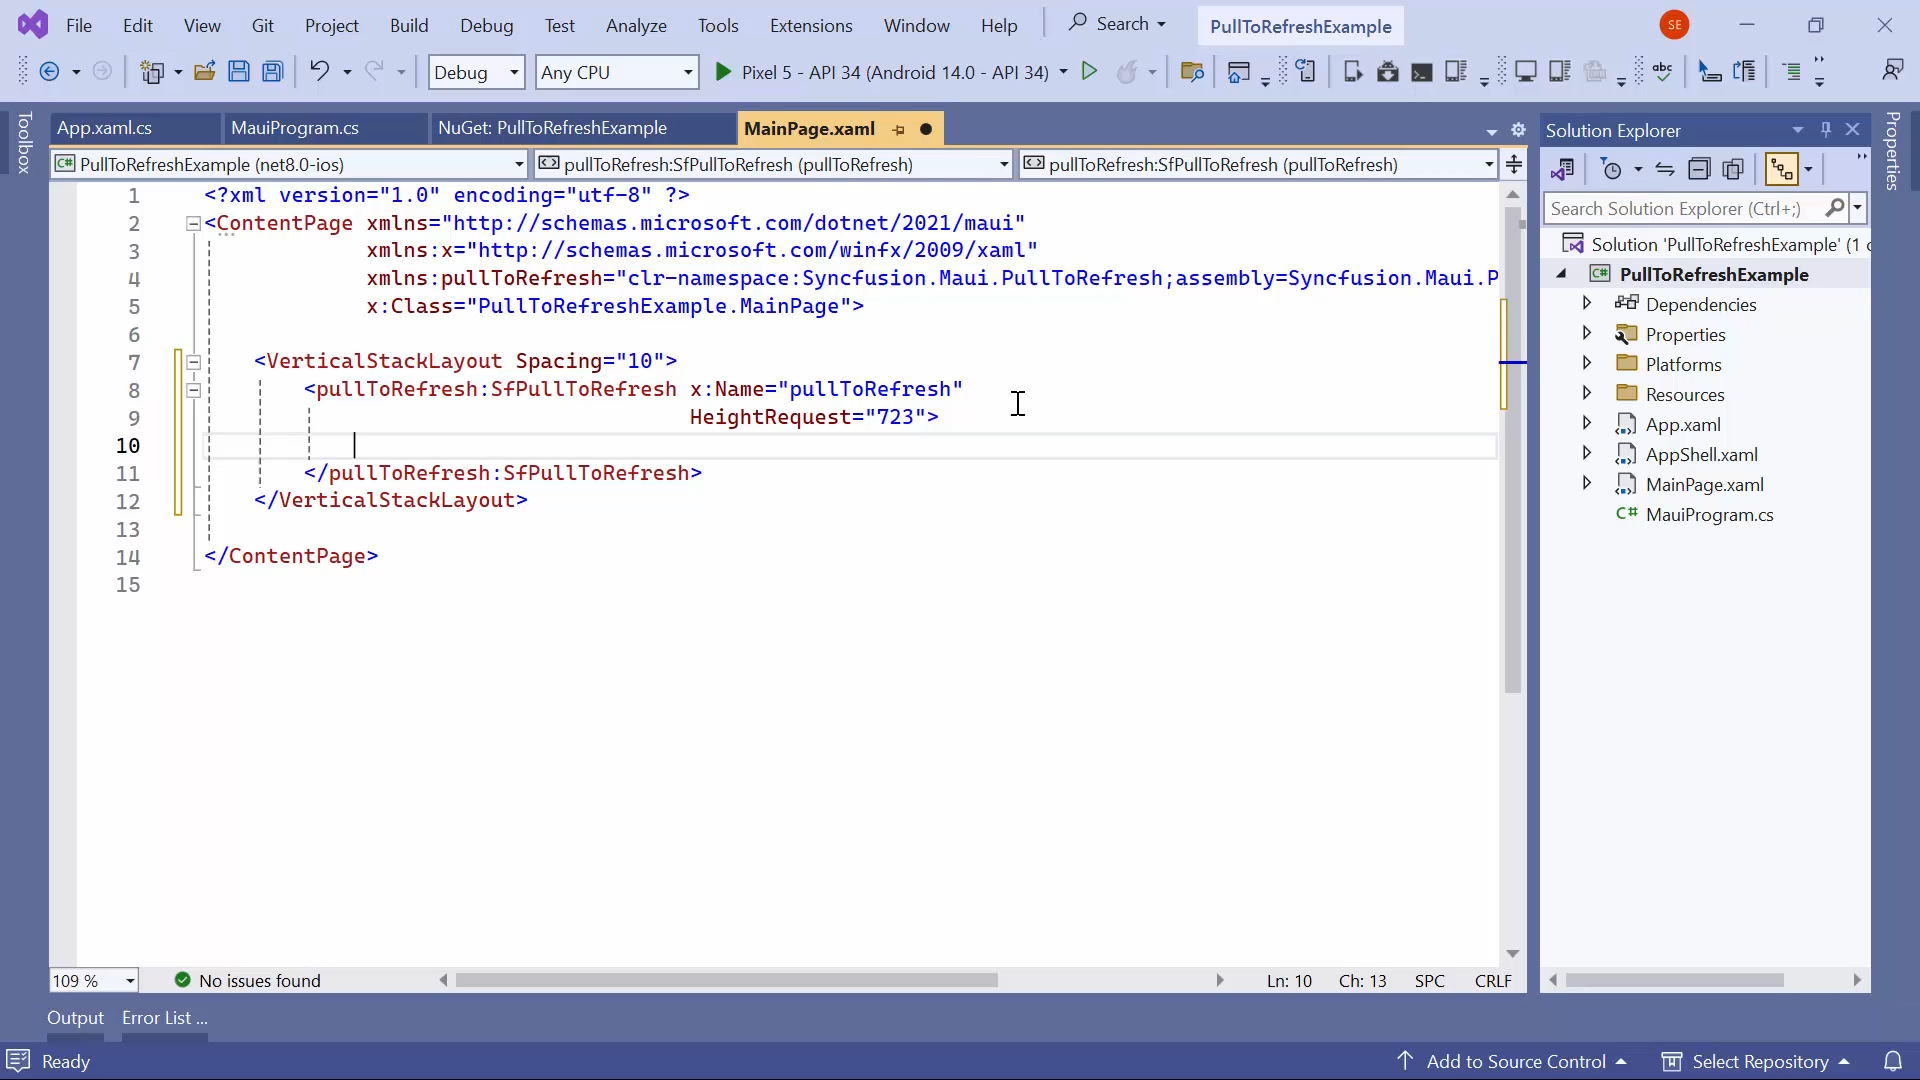 File Edit View Git Project Build Debug Test Analyze Tools Extensions Window Help Search PullToRefreshExample SE
Debug Any CPU Pixel 5 - API 34 (Android 14.0 - API 34) abc
Toolbox
App.xaml.cs MauiProgram.cs NuGet: PullToRefreshExample MainPage.xaml
PullToRefreshExample (net8.0-ios) pullToRefresh:SfPullToRefresh (pullToRefresh) pullToRefresh:SfPullToRefresh (pullToRefresh)
1 <?xml version="1.0" encoding="utf-8" ?>
2 <ContentPage xmlns="http://schemas.microsoft.com/dotnet/2021/maui"
3 xmlns:x="http://schemas.microsoft.com/winfx/2009/xaml"
4 xmlns:pullToRefresh="clr-namespace:Syncfusion.Maui.PullToRefresh;assembly=Syncfusion.Maui.P
5 x:Class="PullToRefreshExample.MainPage">
6
7 <VerticalStackLayout Spacing="10">
8 <pullToRefresh:SfPullToRefresh x:Name="pullToRefresh"
9 HeightRequest="723">
10
11 </pullToRefresh:SfPullToRefresh>
12 </VerticalStackLayout>
13
14 </ContentPage>
15
109 % No issues found Ln: 10 Ch: 13 SPC CRLF
Solution Explorer
Search Solution Explorer (Ctrl+;)
Solution 'PullToRefreshExample' (1 c
C# PullToRefreshExample
Dependencies
Properties
Platforms
Resources
App.xaml
AppShell.xaml
MainPage.xaml
C# MauiProgram.cs
Properties
Output Error List ...
Ready Add to Source Control Select Repository